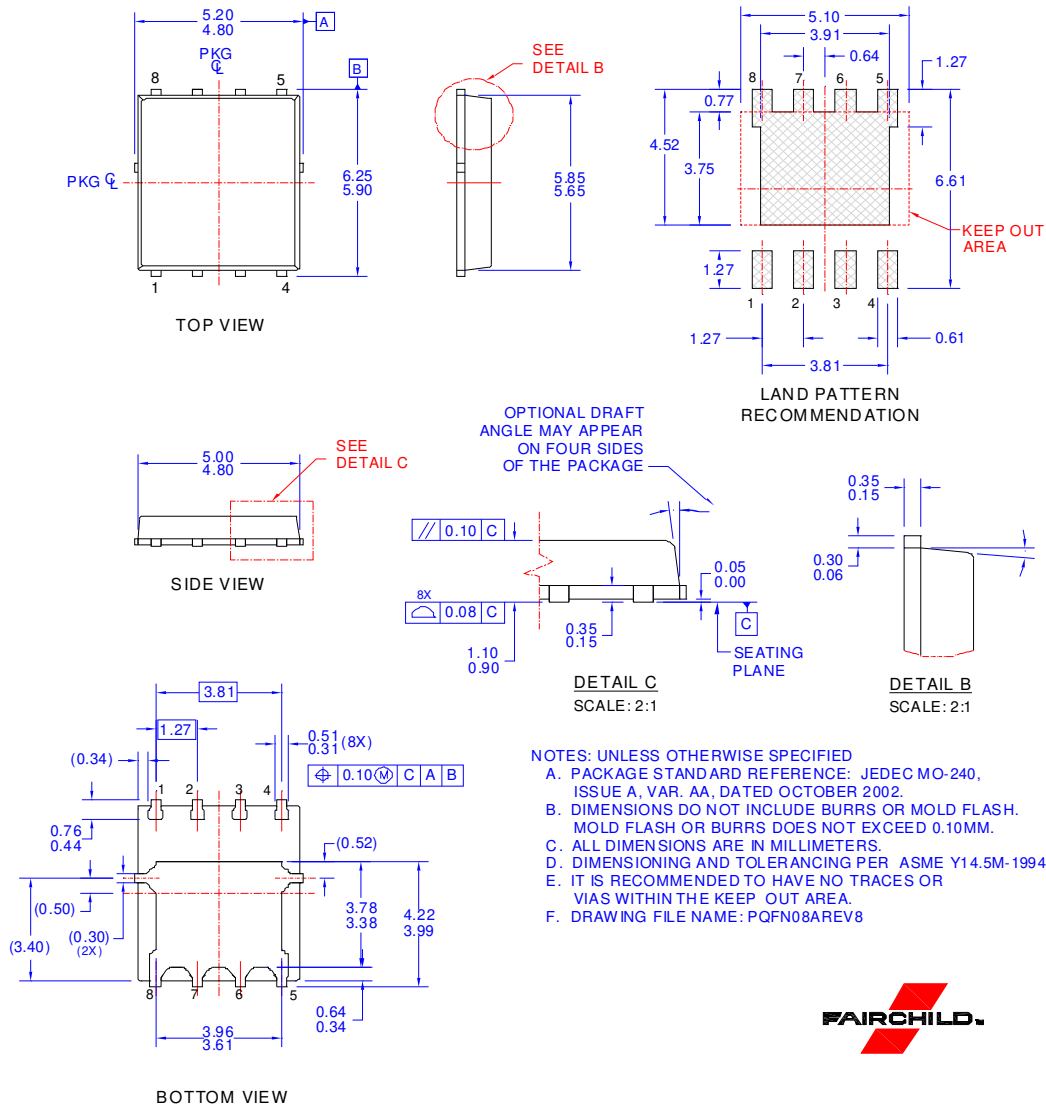 5.20
4.80
A
PKG
CL
B
8
5
PKG CL
6.25
5.90
1
4
TOP VIEW
SEE
DETAIL B
5.85
5.65
5.10
3.91
0.64
1.27
8
7
6
5
0.77
4.52
3.75
6.61
KEEP OUT
AREA
1.27
1
2
3
4
1.27
0.61
3.81
LAND PATTERN
RECOMMENDATION
5.00
4.80
SEE
DETAIL C
SIDE VIEW
OPTIONAL DRAFT
ANGLE MAY APPEAR
ON FOUR SIDES
OF THE PACKAGE
// 0.10 C
8X
⌓ 0.08 C
1.10
0.90
0.35
0.15
0.05
0.00
C
SEATING
PLANE
DETAIL C
SCALE: 2:1
0.35
0.15
0.30
0.06
DETAIL B
SCALE: 2:1
3.81
1.27
(0.34)
0.51
0.31 (8X)
⌖ 0.10 Ⓜ C A B
1
2
3
4
0.76
0.44
(0.52)
(0.50)
(0.30)
(2X)
(3.40)
3.78
3.38
4.22
3.99
8
7
6
5
0.64
0.34
3.96
3.61
BOTTOM VIEW
NOTES: UNLESS OTHERWISE SPECIFIED
A. PACKAGE STANDARD REFERENCE: JEDEC MO-240,
ISSUE A, VAR. AA, DATED OCTOBER 2002.
B. DIMENSIONS DO NOT INCLUDE BURRS OR MOLD FLASH.
MOLD FLASH OR BURRS DOES NOT EXCEED 0.10MM.
C. ALL DIMENSIONS ARE IN MILLIMETERS.
D. DIMENSIONING AND TOLERANCING PER ASME Y14.5M-1994
E. IT IS RECOMMENDED TO HAVE NO TRACES OR
VIAS WITHIN THE KEEP OUT AREA.
F. DRAWING FILE NAME: PQFN08AREV8
FAIRCHILD™